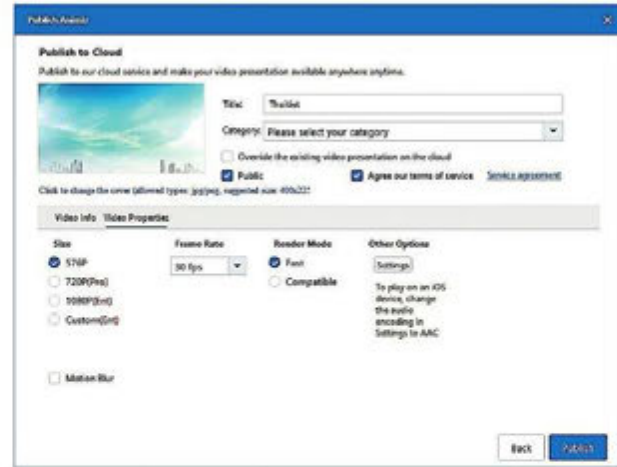 Publish
Publish to Cloud
Publish to our cloud service and make your video presentation available anywhere anytime.
Title:
Category: Please select your category
Override the existing video presentation on the cloud
Public Agree our terms of service Service agreement
Click to change the cover (allowed types: jpg/png, suggested size: 400x225
Video Info Video Properties
Size Frame Rate Render Mode Other Options
576P 30 fps Fast Settings
720P(Pro) Compatible To play on an iOS
1080P(Ent) device, change
Custom(Ent) the audio
encoding in
Settings to AAC
Motion Blur
Back Publish